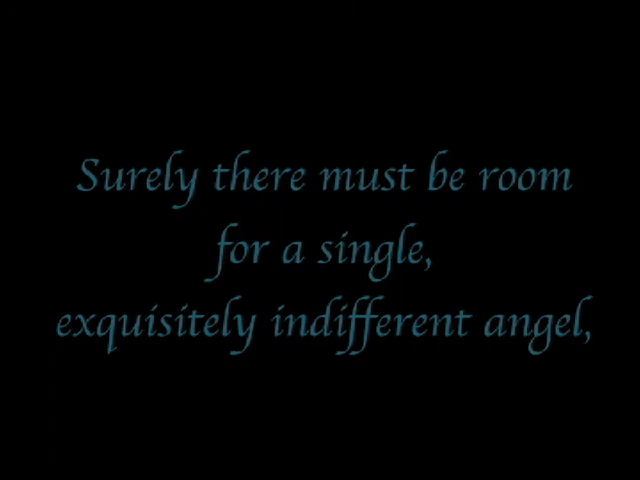 Surely there must be room
for a single,
exquisitely indifferent angel,